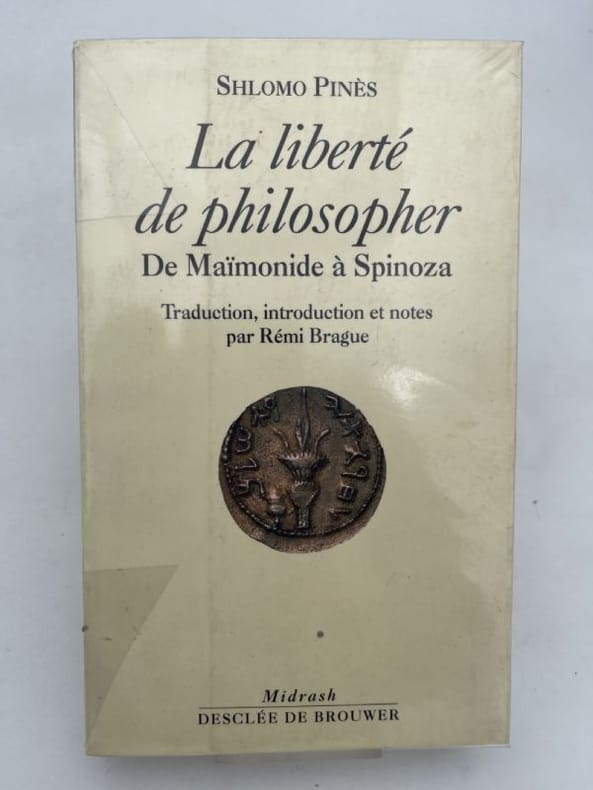 SHLOMO PINÈS
La liberté
de philosopher
De Maïmonide à Spinoza
Traduction, introduction et notes
par Rémi Brague
Midrash
DESCLÉE DE BROUWER